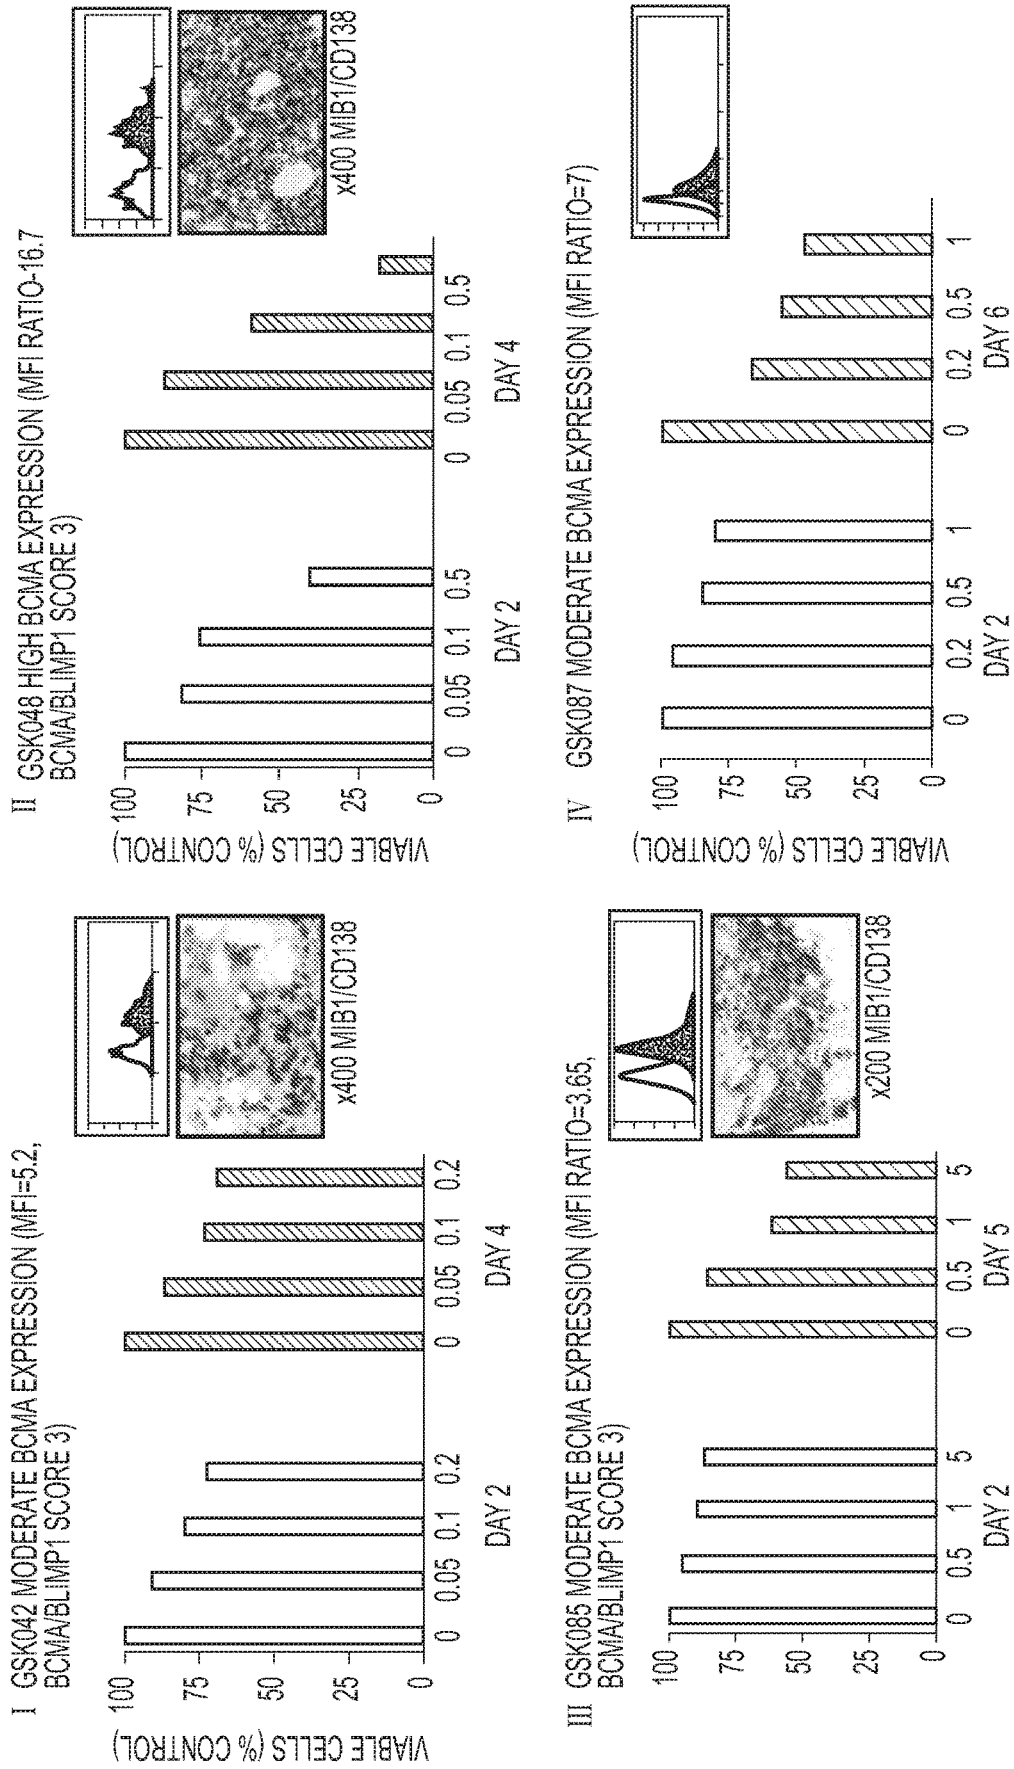 I GSK042 MODERATE BCMA EXPRESSION (MFI=5.2,
BCMA/BLIMP1 SCORE 3)
VIABLE CELLS (% CONTROL)
100
75
50
25
0
0 0.05 0.1 0.2
DAY 2
0 0.05 0.1 0.2
DAY 4
x400 MIB1/CD138
II GSK048 HIGH BCMA EXPRESSION (MFI RATIO-16.7
BCMA/BLIMP1 SCORE 3)
VIABLE CELLS (% CONTROL)
100
75
50
25
0
0 0.05 0.1 0.5
DAY 2
0 0.05 0.1 0.5
DAY 4
x400 MIB1/CD138
III GSK085 MODERATE BCMA EXPRESSION (MFI RATIO=3.65,
BCMA/BLIMP1 SCORE 3)
100
75
50
25
0
0 0.5 1 5
DAY 2
0 0.5 1 5
DAY 5
x200 MIB1/CD138
IV GSK087 MODERATE BCMA EXPRESSION (MFI RATIO=7)
VIABLE CELLS (% CONTROL)
100
75
50
25
0
0 0.2 0.5 1
DAY 2
0 0.2 0.5 1
DAY 6